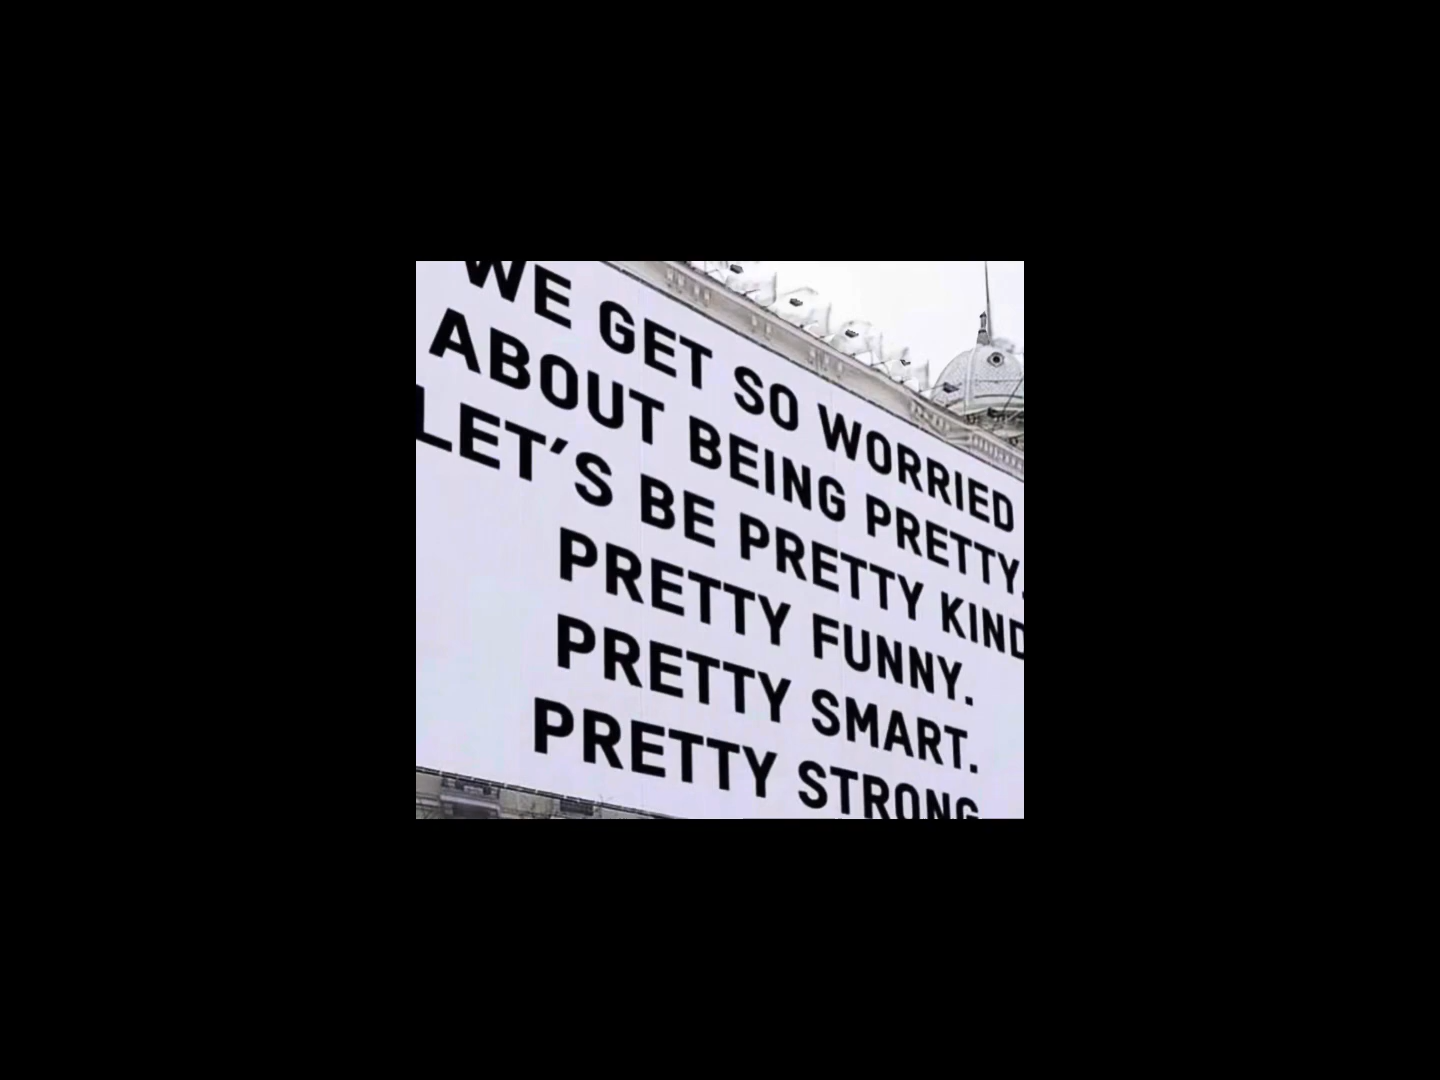 WE GET SO WORRIED
ABOUT BEING PRETTY.
LET'S BE PRETTY KIND
PRETTY FUNNY.
PRETTY SMART.
PRETTY STRONG